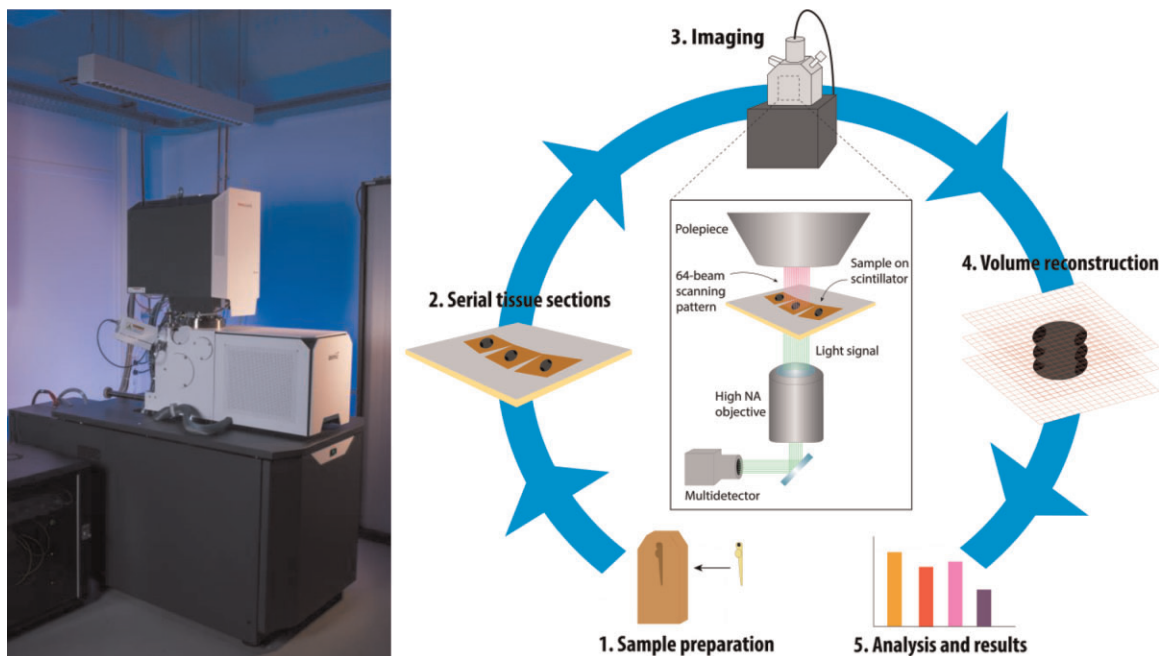 3. Imaging
Polepiece
64-beam
scanning
pattern
Sample on
scintillator
Light signal
High NA
objective
Multidetector
2. Serial tissue sections
4. Volume reconstruction
1. Sample preparation
5. Analysis and results